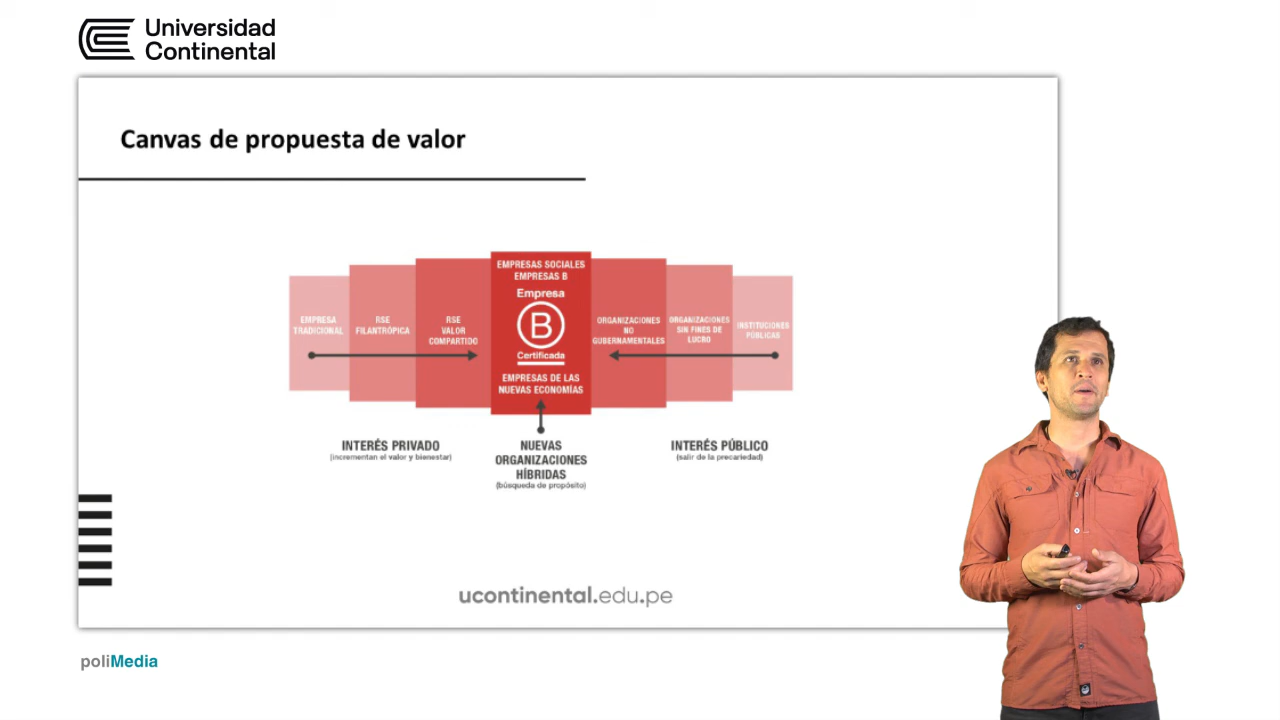 Universidad
Continental
Canvas de propuesta de valor
EMPRESA
TRADICIONAL
RSE
FILANTRÓPICA
RSE
VALOR
COMPARTIDO
EMPRESAS SOCIALES
EMPRESAS B
Empresa
B
Certificada
EMPRESAS DE LAS
NUEVAS ECONOMÍAS
ORGANIZACIONES
NO
GUBERNAMENTALES
ORGANIZACIONES
SIN FINES DE
LUCRO
INSTITUCIONES
PÚBLICAS
INTERÉS PRIVADO
(incrementan el valor y bienestar)
NUEVAS
ORGANIZACIONES
HÍBRIDAS
(búsqueda de propósito)
INTERÉS PÚBLICO
(salir de la precariedad)
ucontinental.edu.pe
poliMedia